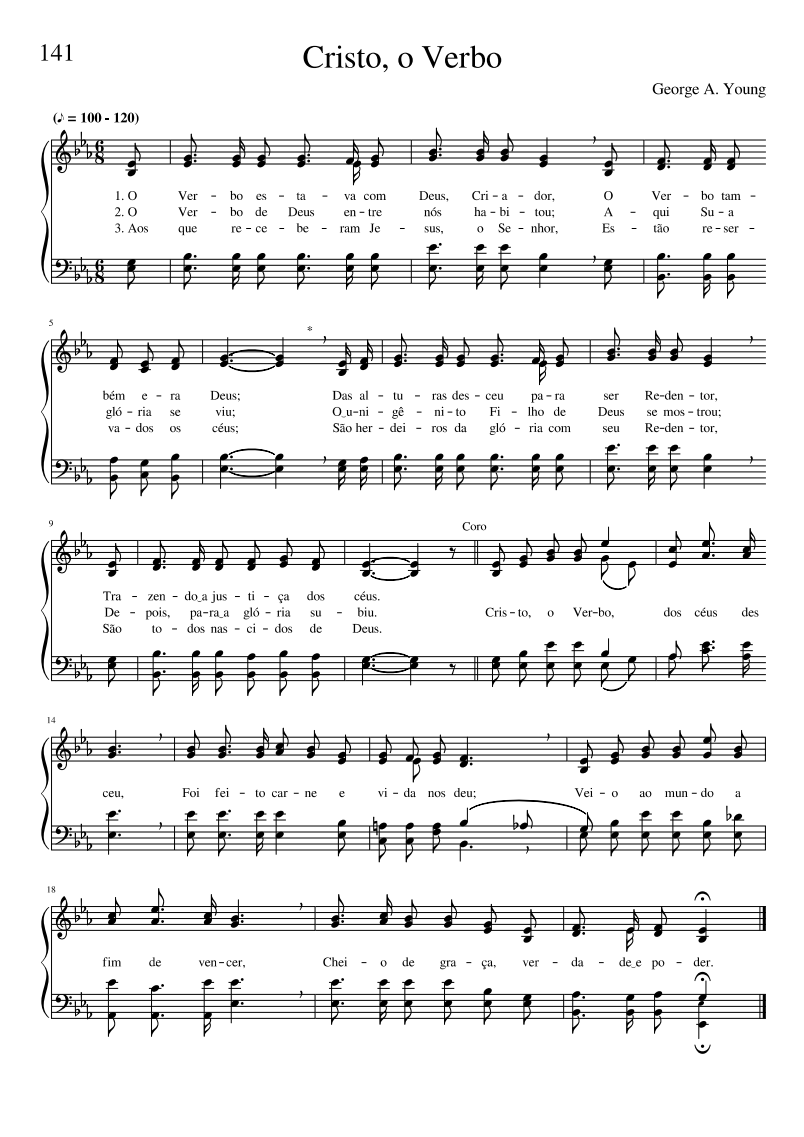 141
Cristo, o Verbo
George A. Young
(♪ = 100 - 120)
1. O Ver - bo es - ta - va com Deus, Cri - a - dor, O Ver - bo tam -
2. O Ver - bo de Deus en - tre nós ha - bi - tou; A - qui Su - a
3. Aos que re - ce - be - ram Je - sus, o Se - nhor, Es - tão re - ser -
5
*
bém e - ra Deus; Das al - tu - ras des - ceu pa - ra ser Re - den - tor,
gló - ria se viu; O_u - ni - gê - ni - to Fi - lho de Deus se mos - trou;
va - dos os céus; São her - dei - ros da gló - ria com seu Re - den - tor,
9
Coro
Tra - zen - do_a jus - ti - ça dos céus.
De - pois, pa - ra_a gló - ria su - biu. Cris - to, o Ver - bo, dos céus des
São to - dos nas - ci - dos de Deus.
14
ceu, Foi fei - to car - ne e vi - da nos deu; Vei - o ao mun - do a
18
fim de ven - cer, Chei - o de gra - ça, ver - da - de_e po - der.